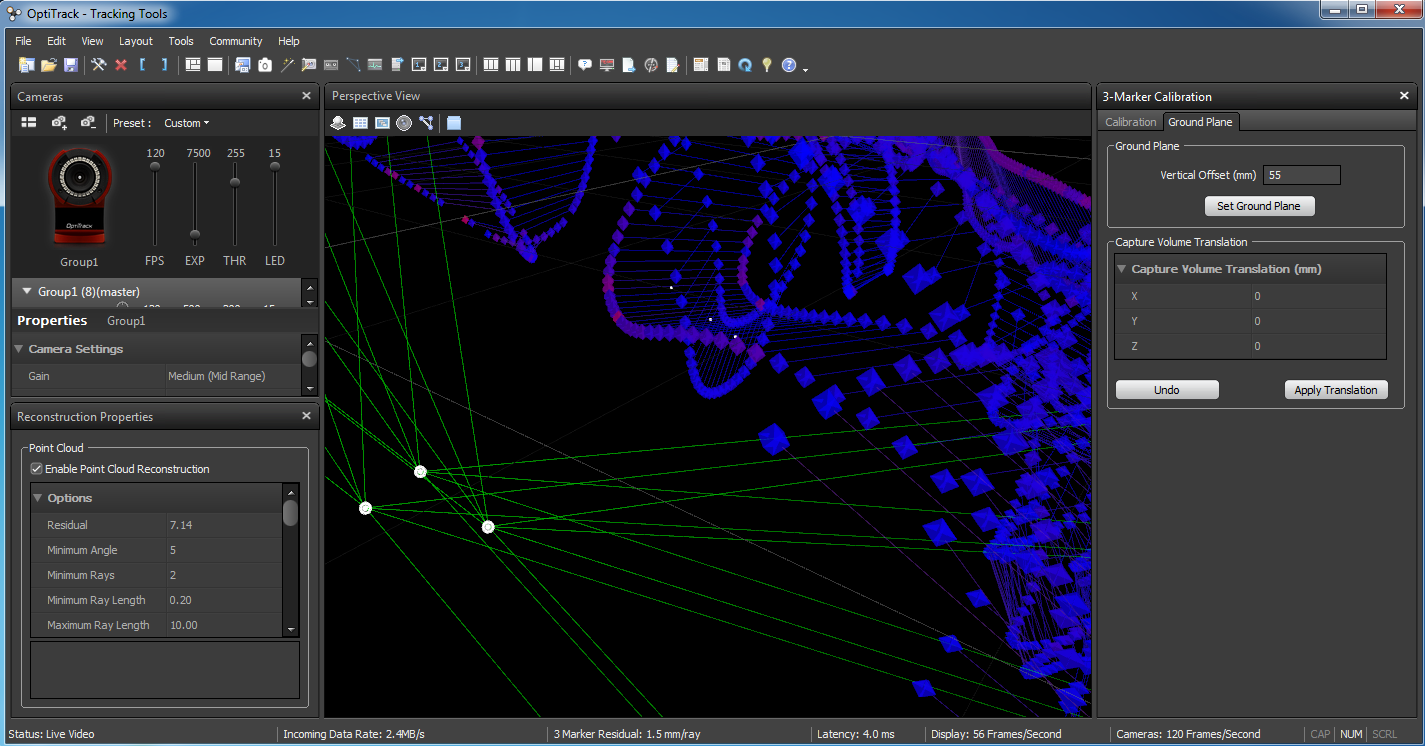 OptiTrack - Tracking Tools
File Edit View Layout Tools Community Help
Cameras
Preset : Custom
120 7500 255 15
OptiTrack
Group1
FPS EXP THR LED
Group1 (8)(master)
Properties Group1
Camera Settings
Gain Medium (Mid Range)
Reconstruction Properties
Point Cloud
Enable Point Cloud Reconstruction
Options
Residual 7.14
Minimum Angle 5
Minimum Rays 2
Minimum Ray Length 0.20
Maximum Ray Length 10.00
Perspective View
3-Marker Calibration
Calibration Ground Plane
Ground Plane
Vertical Offset (mm) 55
Set Ground Plane
Capture Volume Translation
Capture Volume Translation (mm)
X 0
Y 0
Z 0
Undo Apply Translation
Status: Live Video Incoming Data Rate: 2.4MB/s 3 Marker Residual: 1.5 mm/ray Latency: 4.0 ms Display: 56 Frames/Second Cameras: 120 Frames/Second CAP NUM SCRL